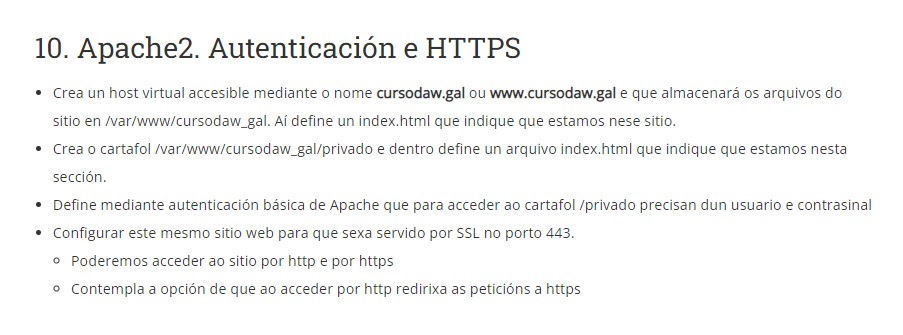 10. Apache2. Autenticación e HTTPS
Crea un host virtual accesible mediante o nome cursodaw.gal ou www.cursodaw.gal e que almacenará os arquivos do
sitio en /var/www/cursodaw_gal. Aí define un index.html que indique que estamos nese sitio.
Crea o cartafol /var/www/cursodaw_gal/privado e dentro define un arquivo index.html que indique que estamos nesta
sección.
Define mediante autenticación básica de Apache que para acceder ao cartafol /privado precisan dun usuario e contrasinal
Configurar este mesmo sitio web para que sexa servido por SSL no porto 443.
Poderemos acceder ao sitio por http e por https
Contempla a opción de que ao acceder por http redirixa as peticións a https